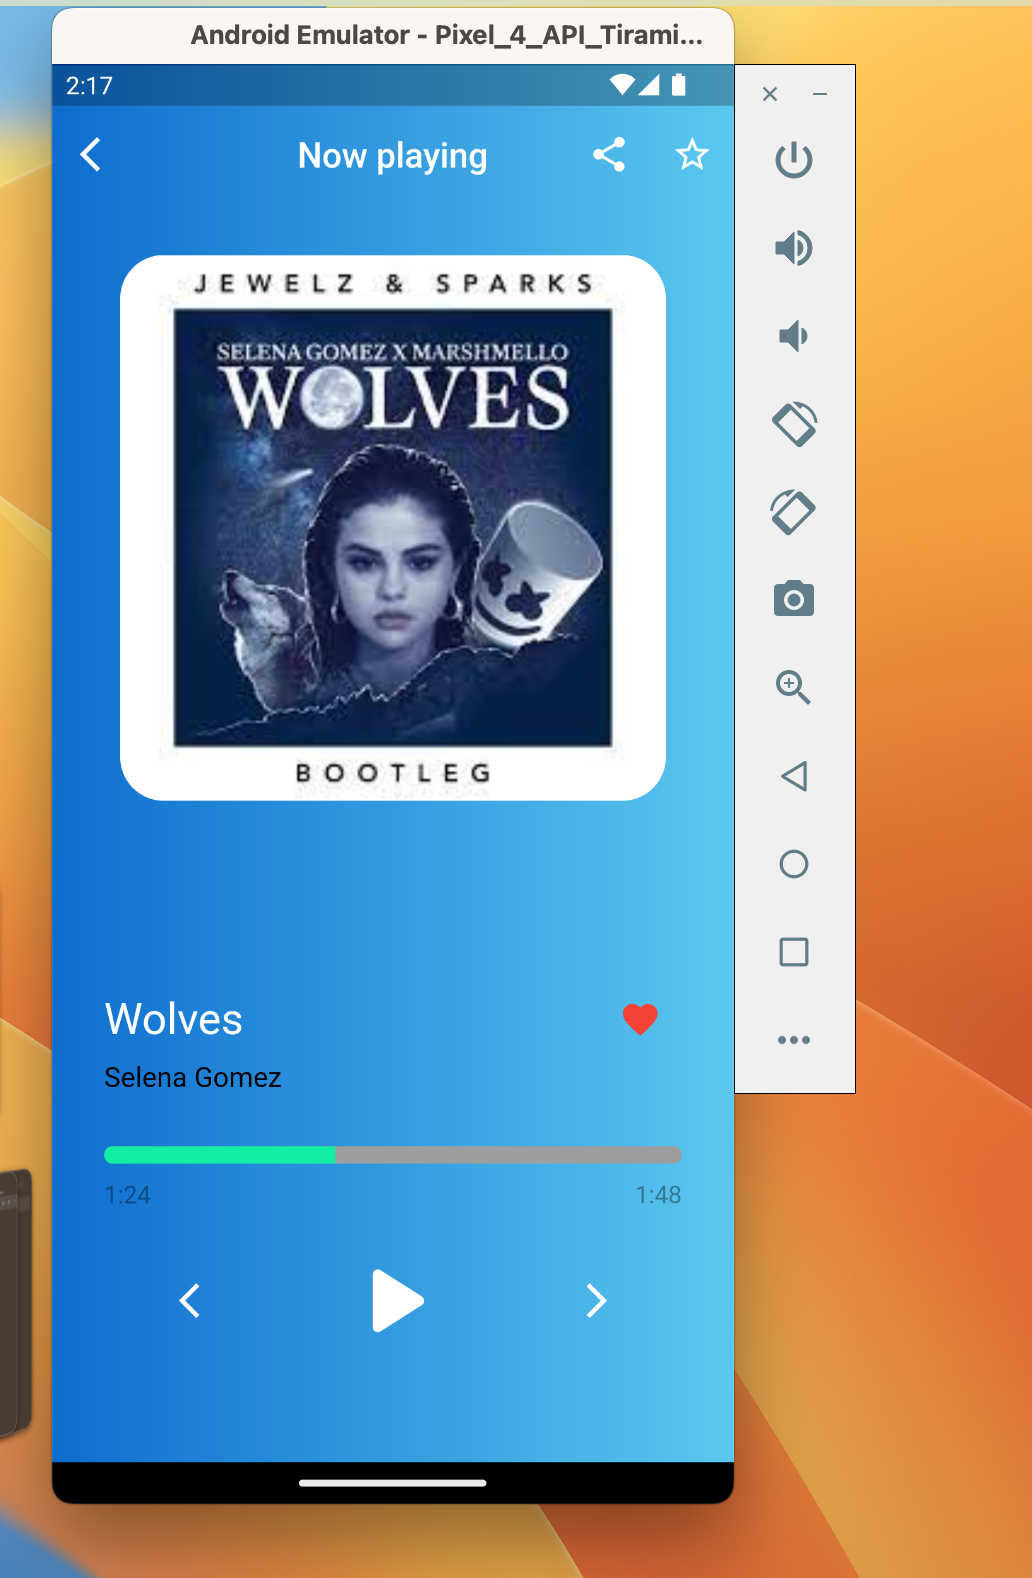 Android Emulator - Pixel_4_API_Tirami...
2:17
Now playing
JEWELZ & SPARKS
SELENA GOMEZ X MARSHMELLO
WOLVES
BOOTLEG
Wolves
Selena Gomez
1:24 1:48